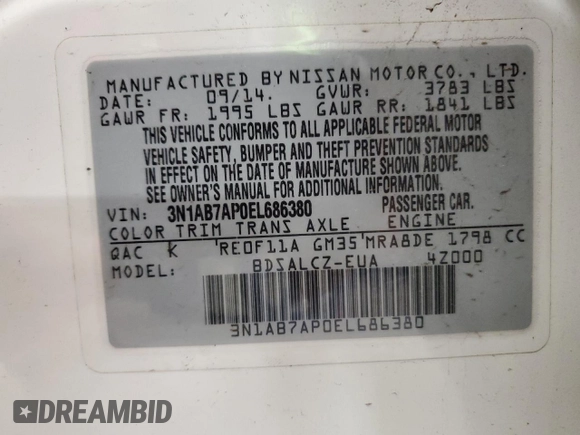 MANUFACTURED BY NISSAN MOTOR CO., LTD.
DATE: 09/14. GVWR: 3783 LBS
GAWR FR: 1995 LBS GAWR RR: 1841 LBS
THIS VEHICLE CONFORMS TO ALL APPLICABLE FEDERAL MOTOR
VEHICLE SAFETY, BUMPER AND THEFT PREVENTION STANDARDS
IN EFFECT ON THE DATE OF MANUFACTURE SHOWN ABOVE.
SEE OWNER'S MANUAL FOR ADDITIONAL INFORMATION.
VIN: 3N1AB7AP0EL686380 PASSENGER CAR.
COLOR TRIM TRANS AXLE ENGINE
QAC K RE0F11A GM35 MRA8DE 1798 CC
MODEL: BDSALCZ-EUA 4Z000
3N1AB7AP0EL686380
DREAMBID